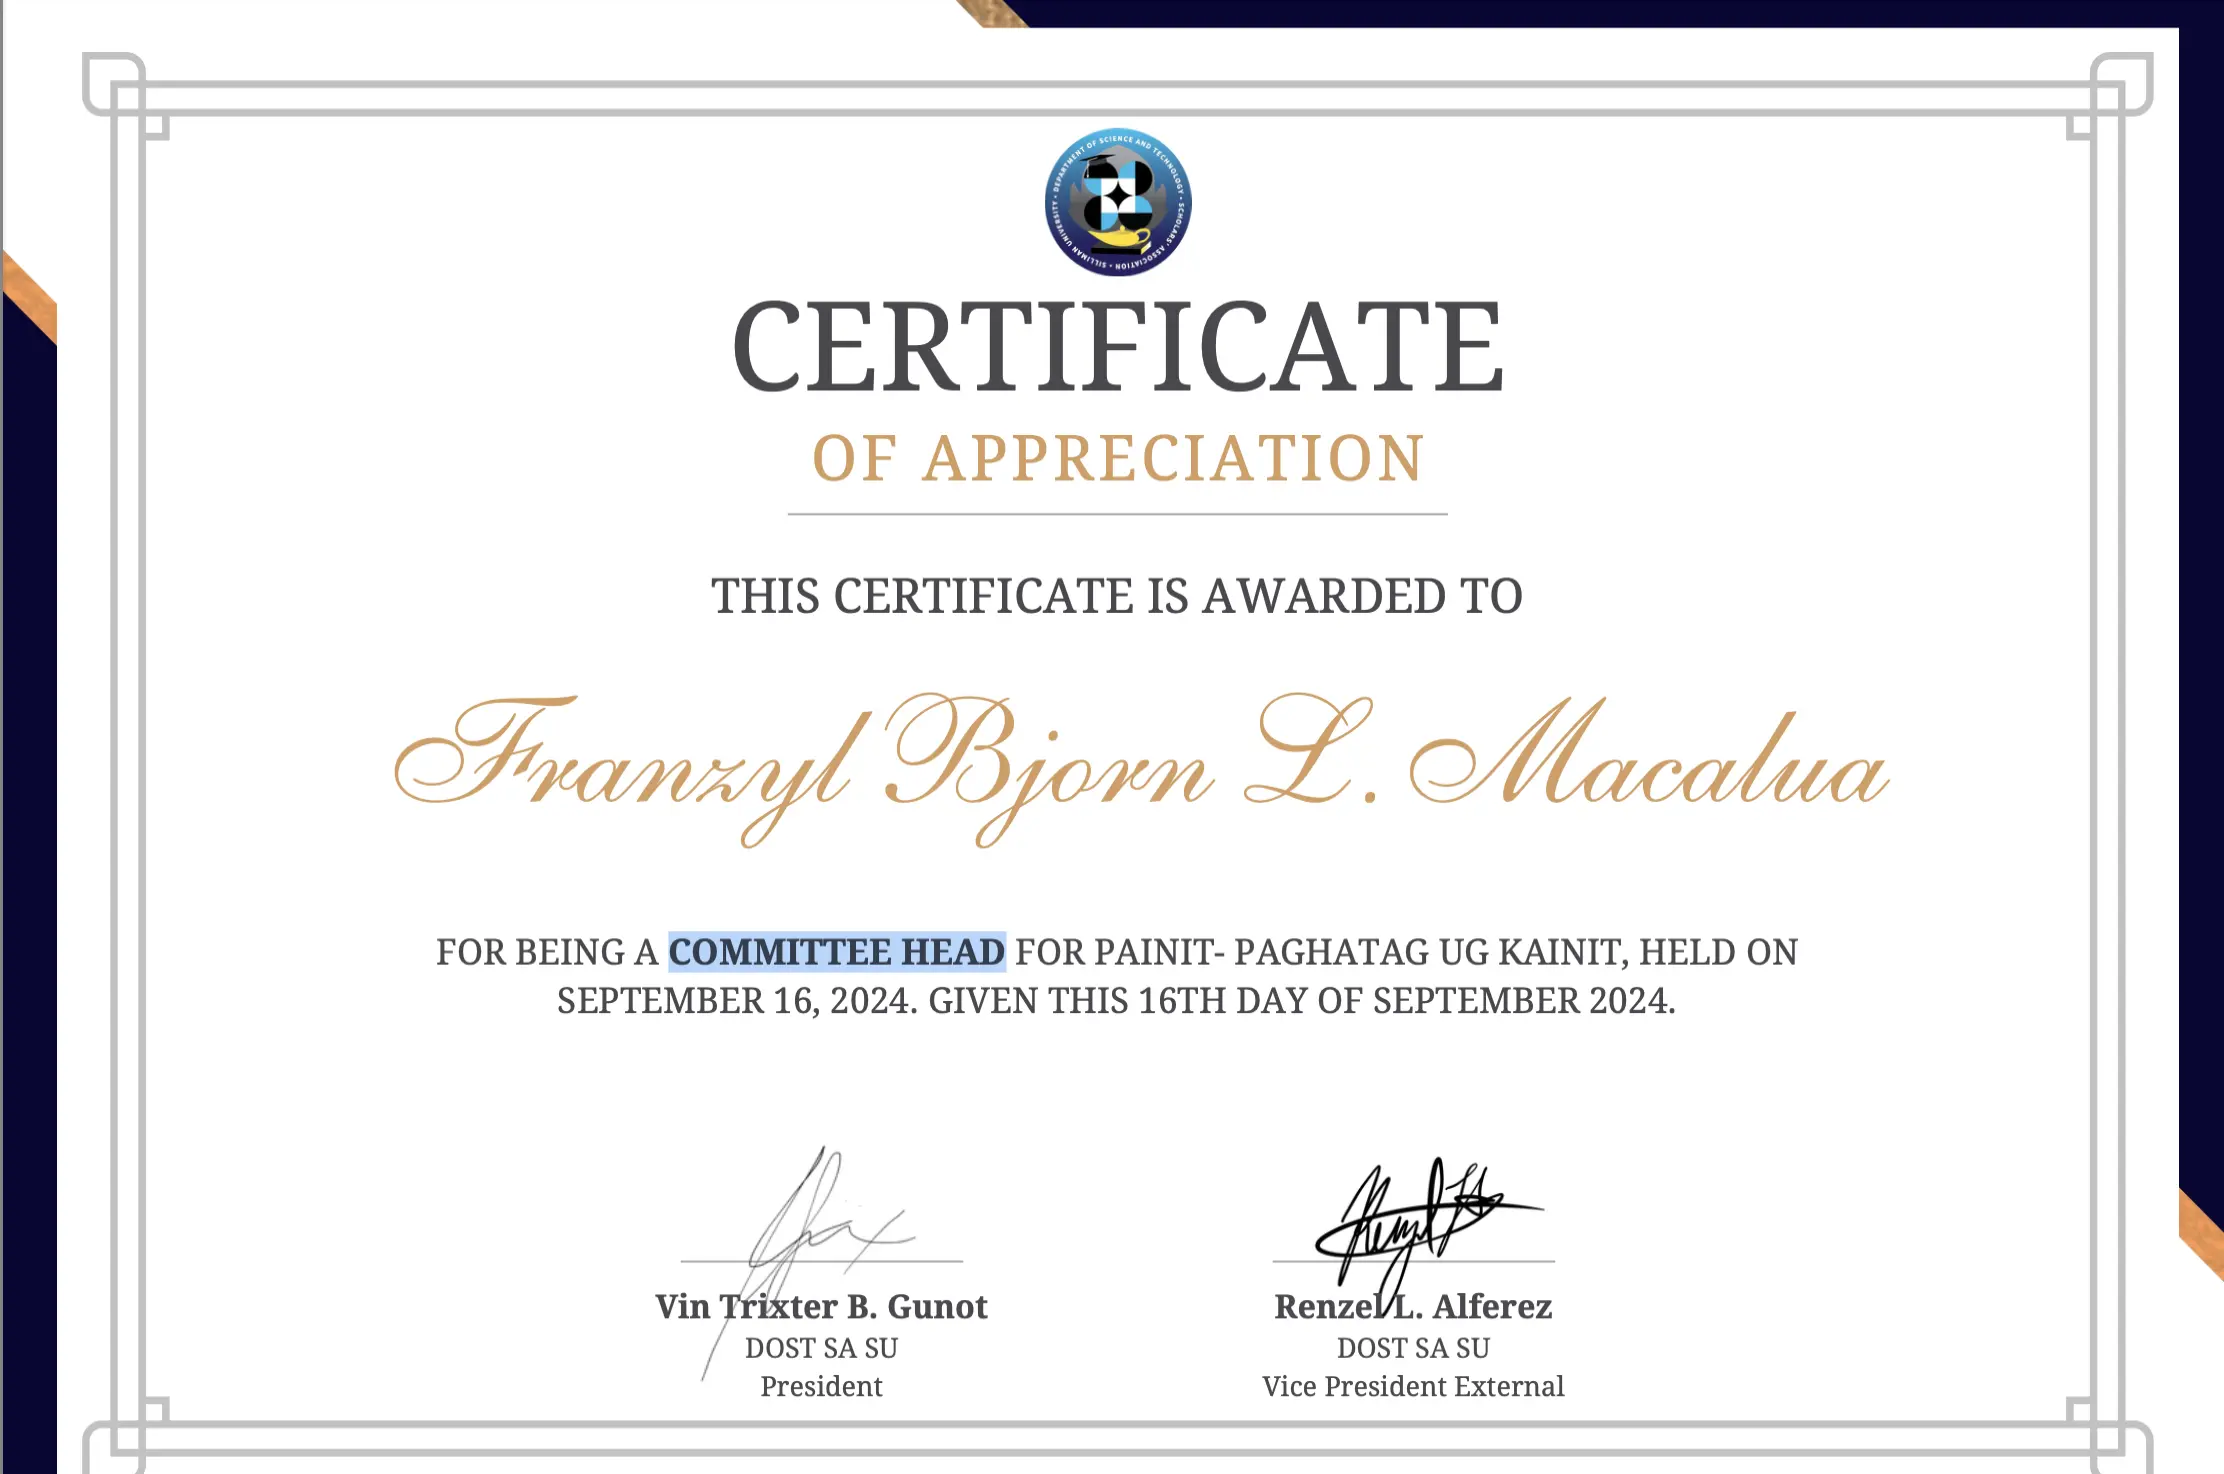 DEPARTMENT OF SCIENCE AND TECHNOLOGY • SCHOLARS' ASSOCIATION • SILLIMAN UNIVERSITY •
CERTIFICATE
OF APPRECIATION
THIS CERTIFICATE IS AWARDED TO
Franzyl Bjorn L. Macalua
FOR BEING A COMMITTEE HEAD FOR PAINIT- PAGHATAG UG KAINIT, HELD ON
SEPTEMBER 16, 2024. GIVEN THIS 16TH DAY OF SEPTEMBER 2024.
Vin Trixter B. Gunot
DOST SA SU
President
Renzel L. Alferez
DOST SA SU
Vice President External